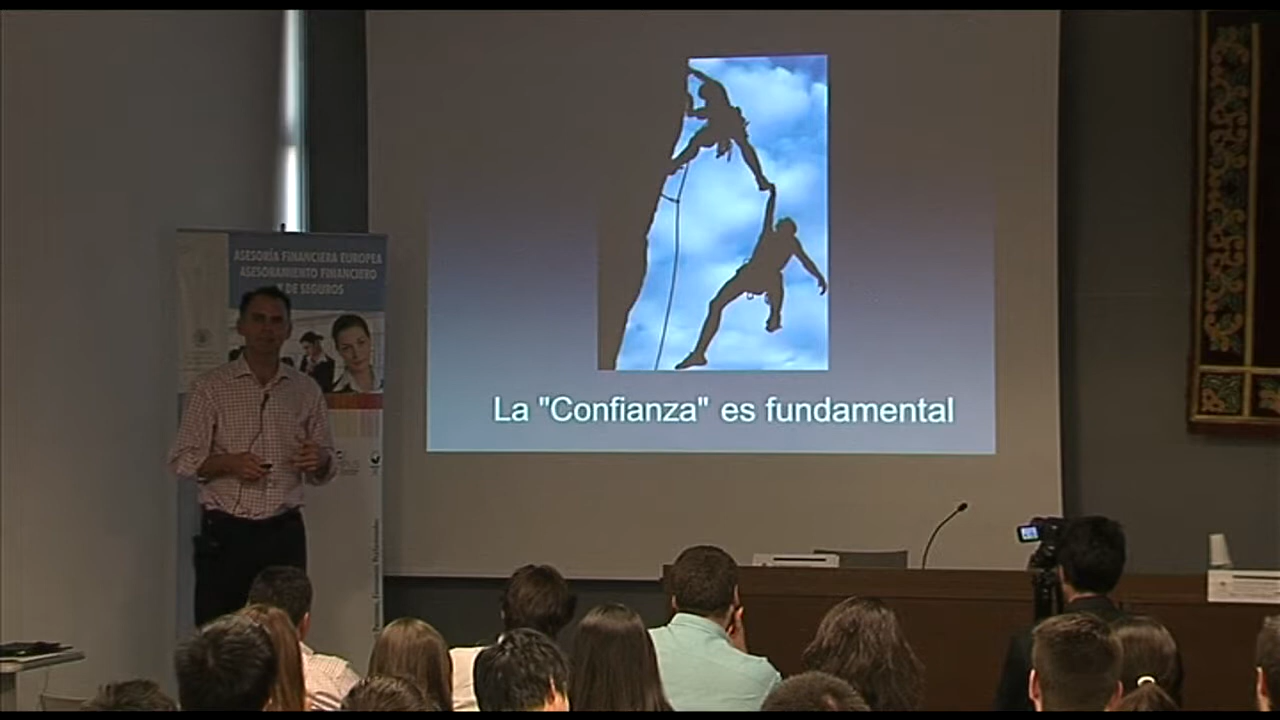 ASESORÍA FINANCIERA EUROPEA
ASESORAMIENTO FINANCIERO
Y DE SEGUROS
La "Confianza" es fundamental